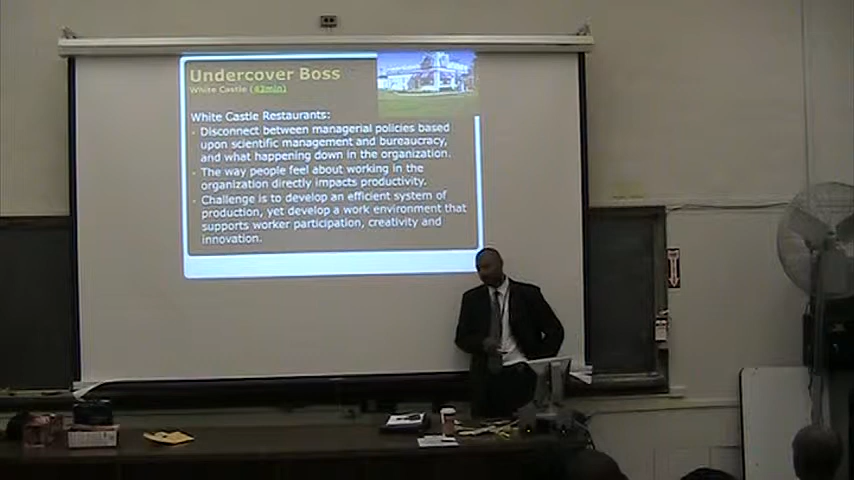 Undercover Boss
White Castle (42min)
White Castle Restaurants:
· Disconnect between managerial policies based
upon scientific management and bureaucracy,
and what happening down in the organization.
· The way people feel about working in the
organization directly impacts productivity.
· Challenge is to develop an efficient system of
production, yet develop a work environment that
supports worker participation, creativity and
innovation.